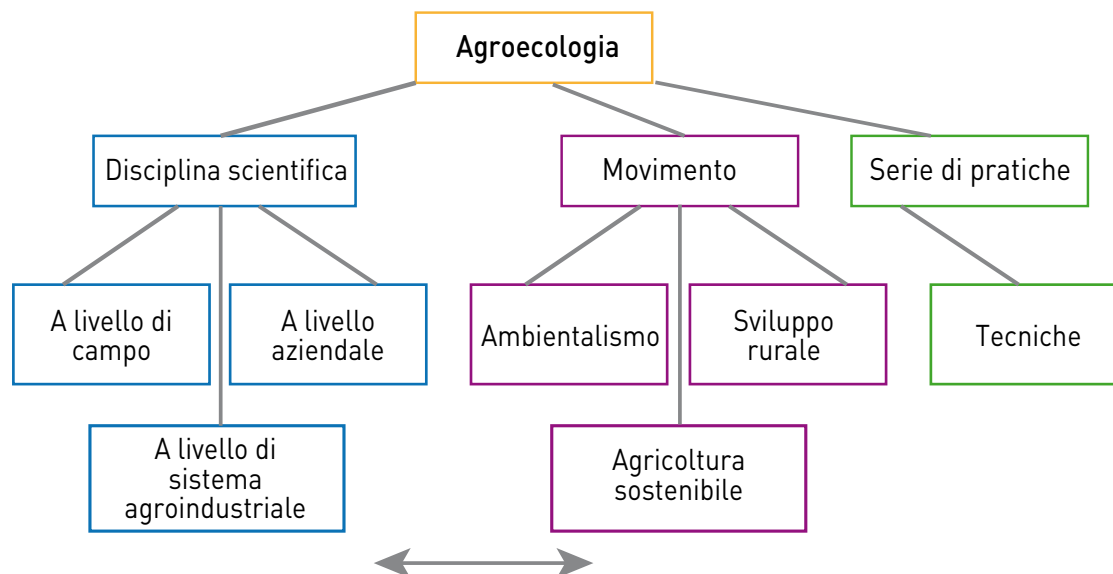 Agroecologia
Disciplina scientifica
Movimento
Serie di pratiche
A livello di
campo
A livello
aziendale
Ambientalismo
Sviluppo
rurale
Tecniche
A livello di
sistema
agroindustriale
Agricoltura
sostenibile